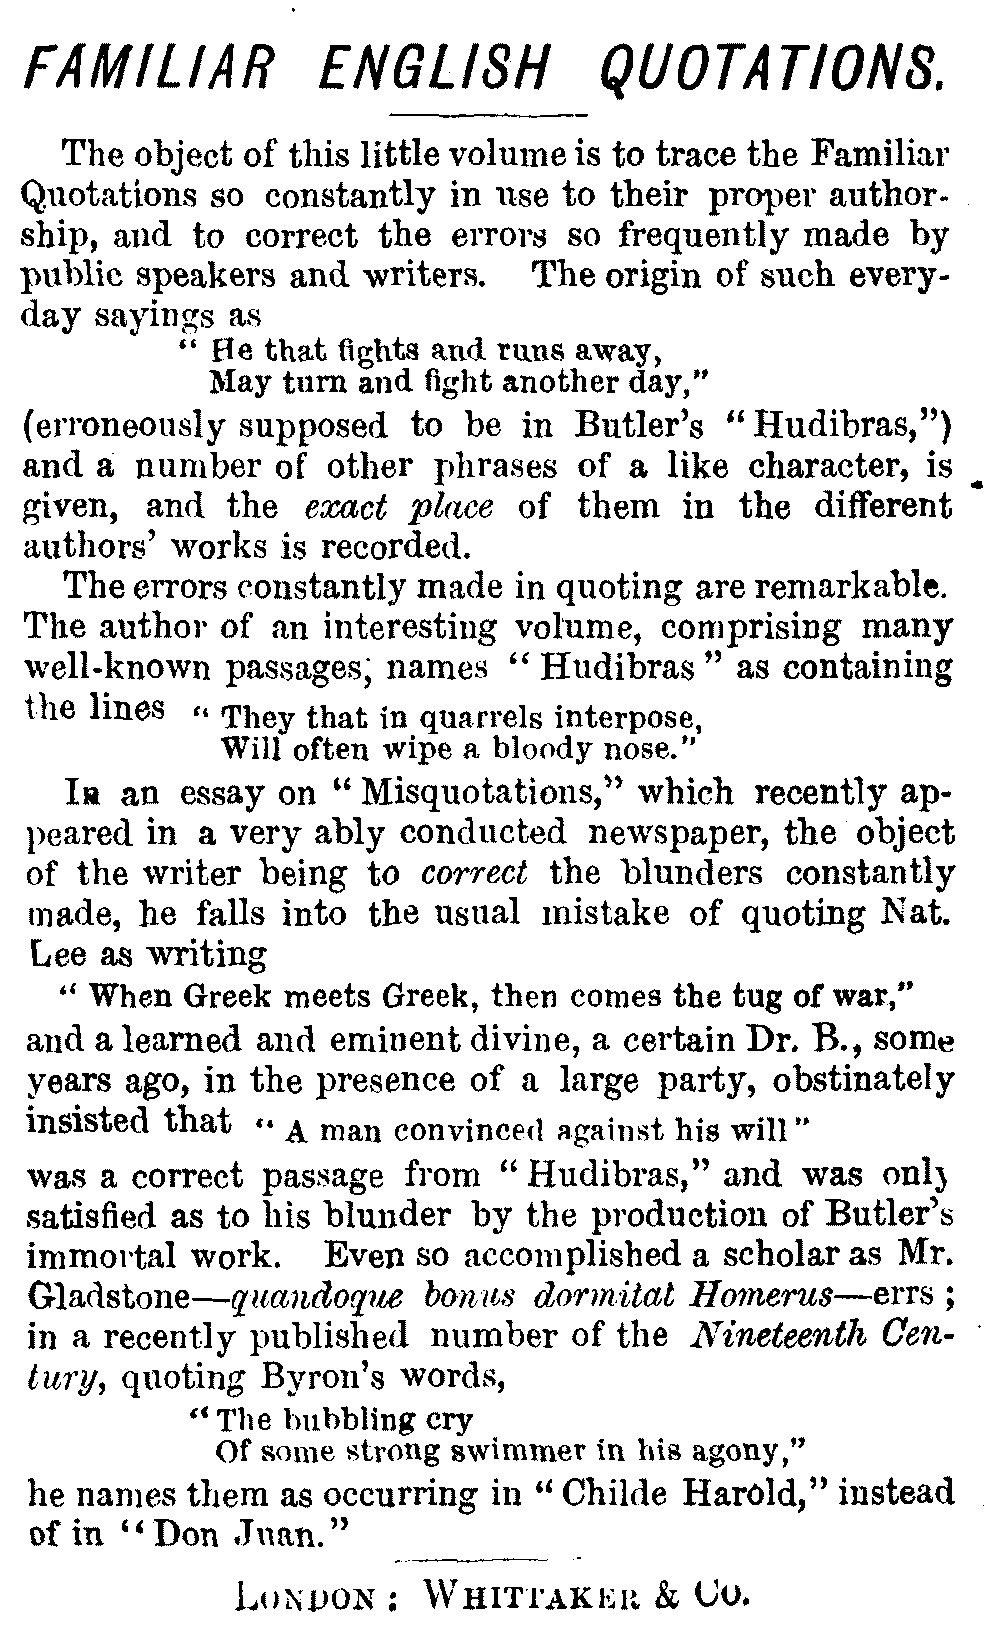 FAMILIAR ENGLISH QUOTATIONS.
The object of this little volume is to trace the Familiar
Quotations so constantly in use to their proper author-
ship, and to correct the errors so frequently made by
public speakers and writers. The origin of such every-
day sayings as
“ He that fights and runs away,
May turn and fight another day,”
(erroneously supposed to be in Butler’s “Hudibras,”)
and a number of other phrases of a like character, is
given, and the exact place of them in the different
authors’ works is recorded.
The errors constantly made in quoting are remarkable.
The author of an interesting volume, comprising many
well-known passages, names “Hudibras” as containing
the lines “ They that in quarrels interpose,
Will often wipe a bloody nose.”
In an essay on “Misquotations,” which recently ap-
peared in a very ably conducted newspaper, the object
of the writer being to correct the blunders constantly
made, he falls into the usual mistake of quoting Nat.
Lee as writing
“ When Greek meets Greek, then comes the tug of war,”
and a learned and eminent divine, a certain Dr. B., some
years ago, in the presence of a large party, obstinately
insisted that “ A man convinced against his will”
was a correct passage from “Hudibras,” and was only
satisfied as to his blunder by the production of Butler’s
immortal work. Even so accomplished a scholar as Mr.
Gladstone—quandoque bonus dormitat Homerus—errs ;
in a recently published number of the Nineteenth Cen-
tury, quoting Byron’s words,
“ The bubbling cry
Of some strong swimmer in his agony,”
he names them as occurring in “Childe Harold,” instead
of in “Don Juan.”
LONDON : WHITTAKER & CO.